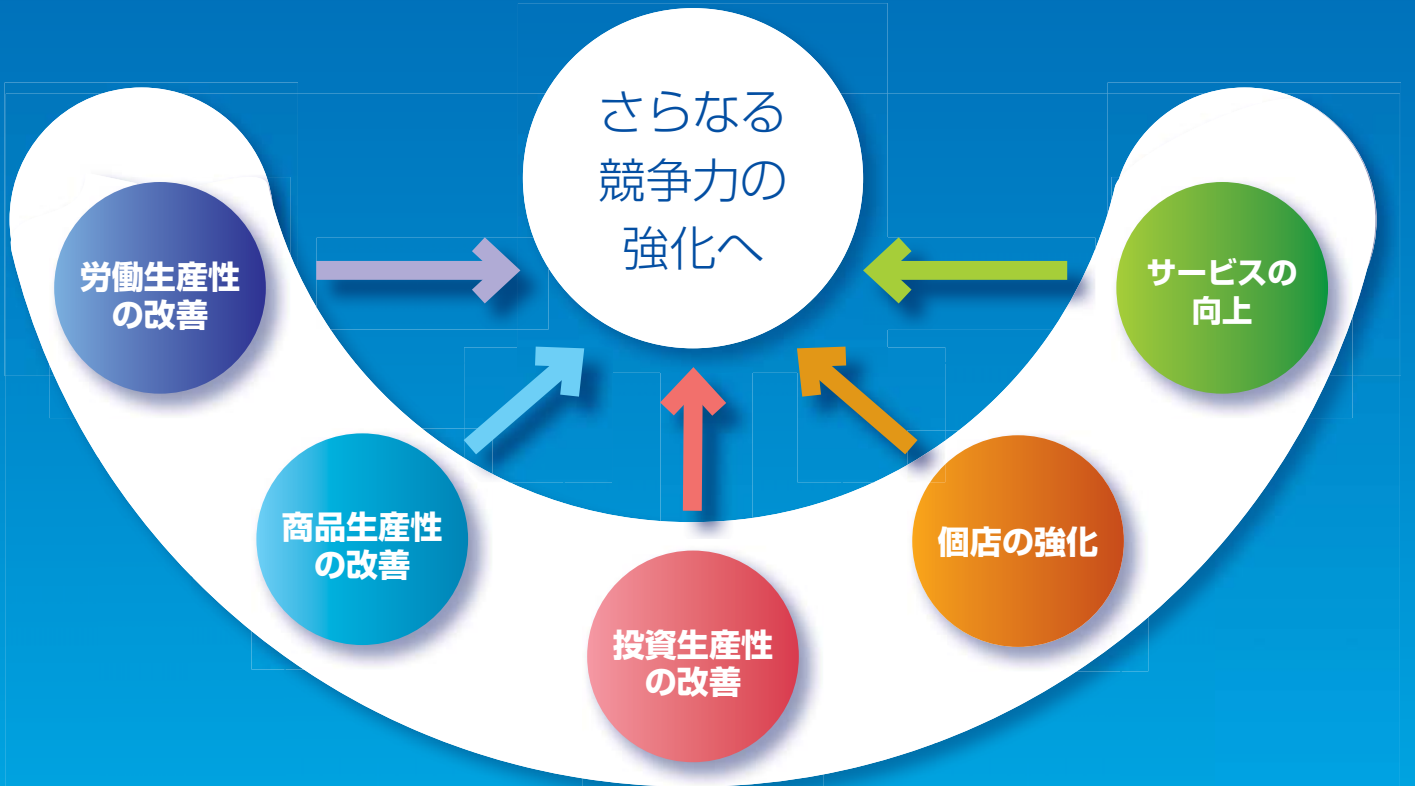 さらなる
競争力の
強化へ
労働生産性
の改善
商品生産性
の改善
投資生産性
の改善
個店の強化
サービスの
向上